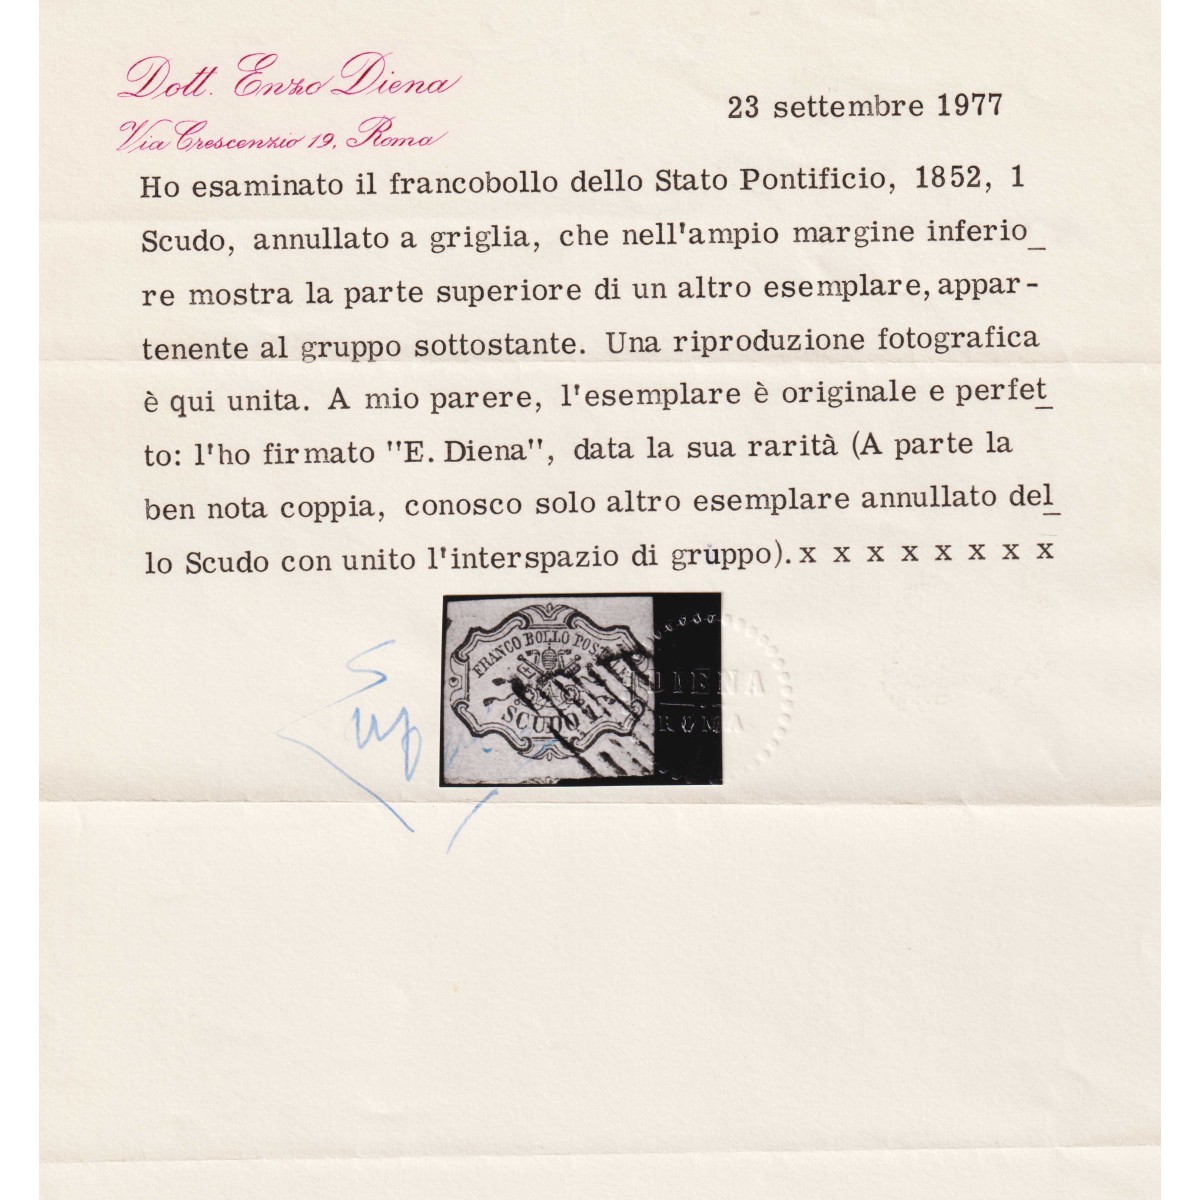 Dott. Enzo Diena
Via Crescenzio 19, Roma
23 settembre 1977
Ho esaminato il francobollo dello Stato Pontificio, 1852, 1
Scudo, annullato a griglia, che nell'ampio margine inferio_
re mostra la parte superiore di un altro esemplare, appar-
tenente al gruppo sottostante. Una riproduzione fotografica
è qui unita. A mio parere, l'esemplare è originale e perfet_
to: l'ho firmato "E. Diena", data la sua rarità (A parte la
ben nota coppia, conosco solo altro esemplare annullato del_
lo Scudo con unito l'interspazio di gruppo). x x x x x x x x
FRANCO BOLLO POSTALE
SCUDO 1
DIENA
ROMA